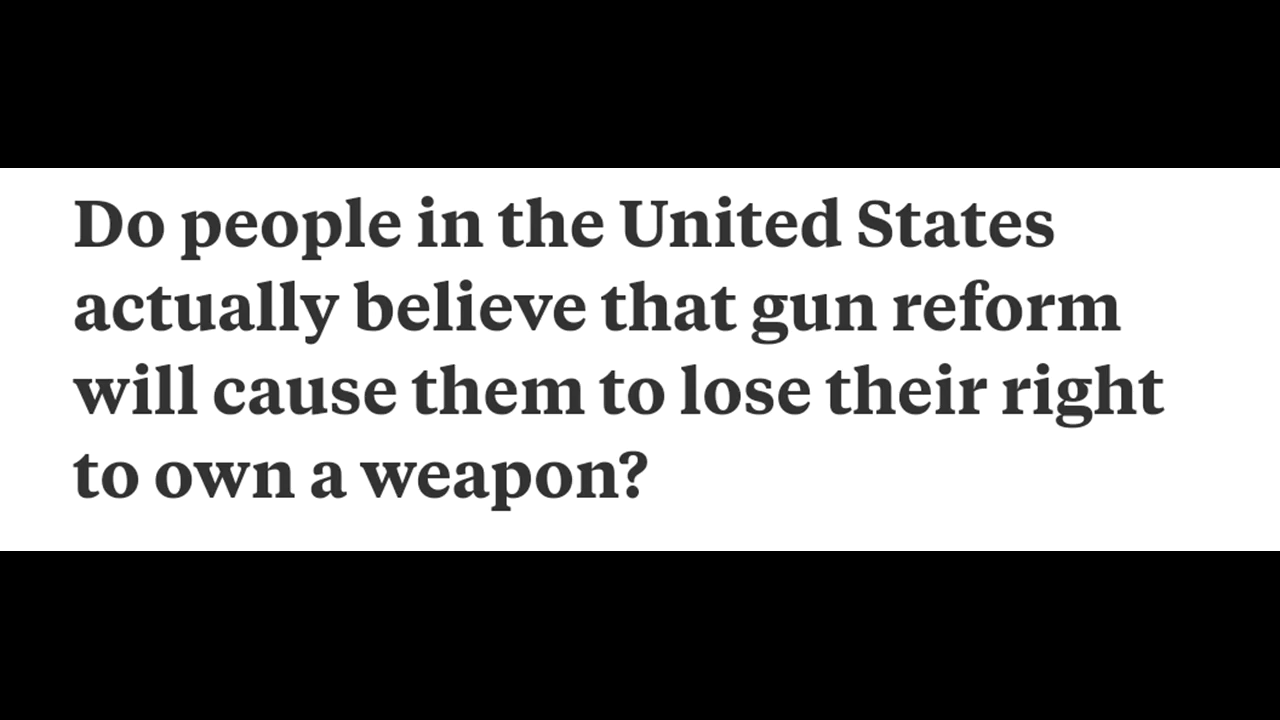 Do people in the United States
actually believe that gun reform
will cause them to lose their right
to own a weapon?